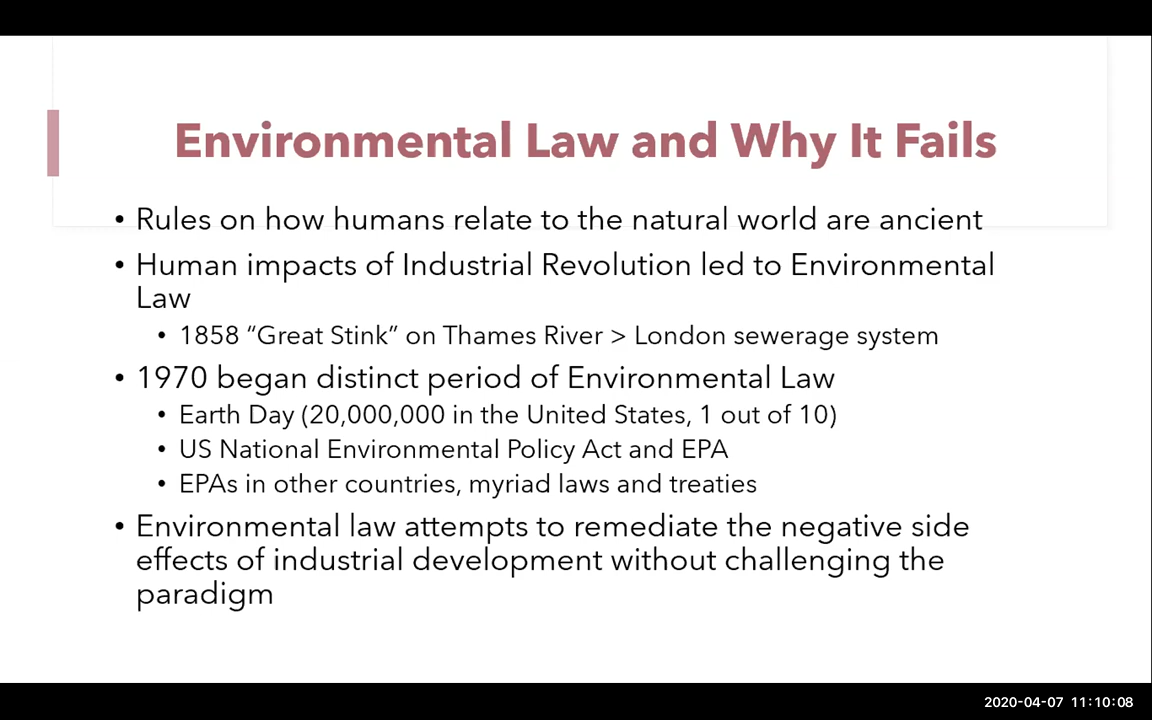 Environmental Law and Why It Fails
• Rules on how humans relate to the natural world are ancient
• Human impacts of Industrial Revolution led to Environmental
Law
• 1858 “Great Stink” on Thames River > London sewerage system
• 1970 began distinct period of Environmental Law
• Earth Day (20,000,000 in the United States, 1 out of 10)
• US National Environmental Policy Act and EPA
• EPAs in other countries, myriad laws and treaties
• Environmental law attempts to remediate the negative side
effects of industrial development without challenging the
paradigm
2020-04-07 11:10:08